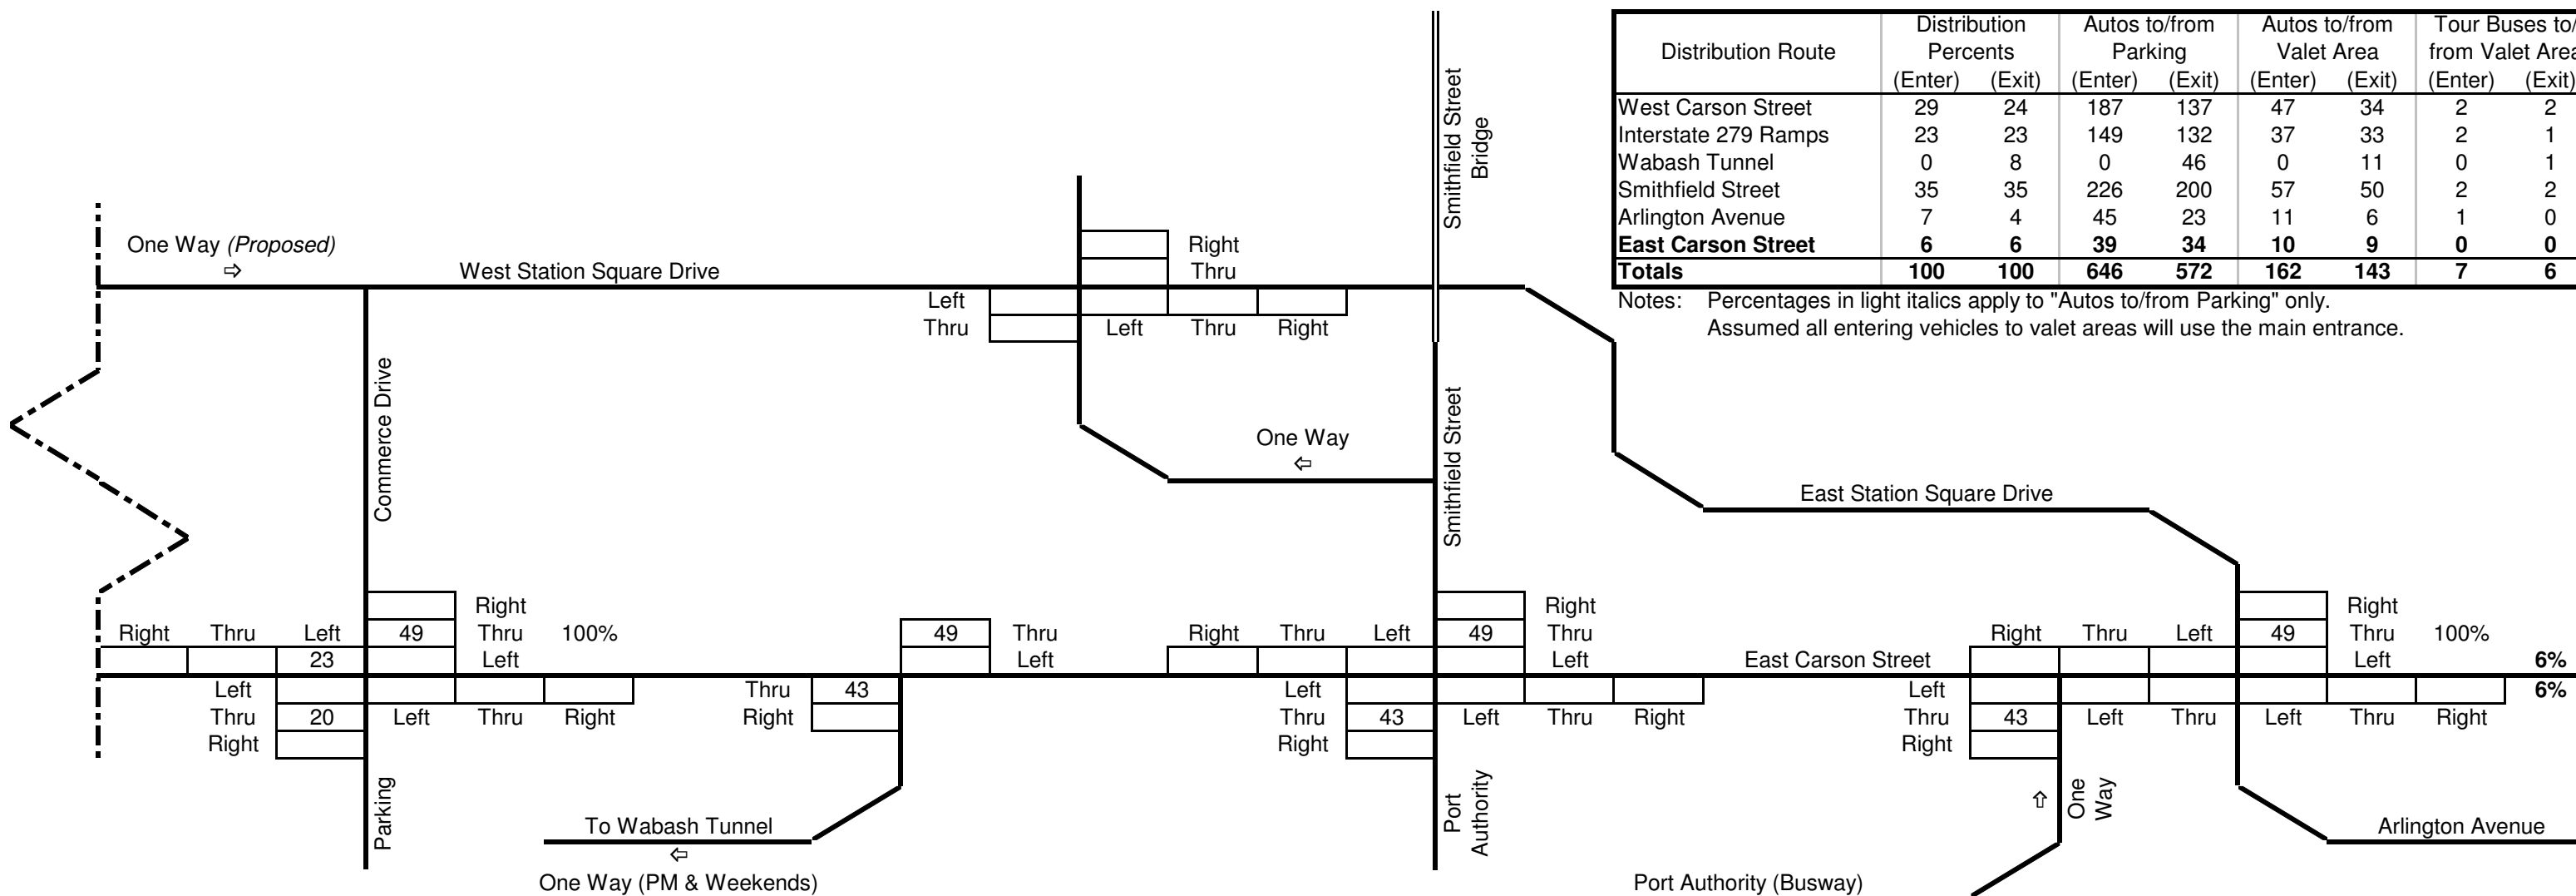 Distribution Autos to/from Autos to/from Tour Buses to/
Distribution Route Percents Parking Valet Area from Valet Area
(Enter) (Exit) (Enter) (Exit) (Enter) (Exit) (Enter) (Exit)
West Carson Street 29 24 187 137 47 34 2 2
Interstate 279 Ramps 23 23 149 132 37 33 2 1
Wabash Tunnel 0 8 0 46 0 11 0 1
Smithfield Street 35 35 226 200 57 50 2 2
Arlington Avenue 7 4 45 23 11 6 1 0
East Carson Street 6 6 39 34 10 9 0 0
Totals 100 100 646 572 162 143 7 6
Notes: Percentages in light italics apply to "Autos to/from Parking" only.
Assumed all entering vehicles to valet areas will use the main entrance.
Smithfield Street
Bridge
One Way (Proposed)
⇨
West Station Square Drive
Right
Thru
Left
Thru
Left Thru Right
Commerce Drive
One Way
⇦
Smithfield Street
East Station Square Drive
Right
Right Thru Left 49 Thru 100%
23 Left
Left
Thru 20 Left Thru Right
Right
Parking
49 Thru
Left
Thru 43
Right
To Wabash Tunnel
⇦
One Way (PM & Weekends)
Right
Right Thru Left 49 Thru
Left
Left
Thru 43 Left Thru Right
Right
Port
Authority
East Carson Street
Right
Right Thru Left 49 Thru 100%
Left 6%
Left 6%
Thru 43 Left Thru Left Thru Right
Right
⇧
One
Way
Arlington Avenue
Port Authority (Busway)